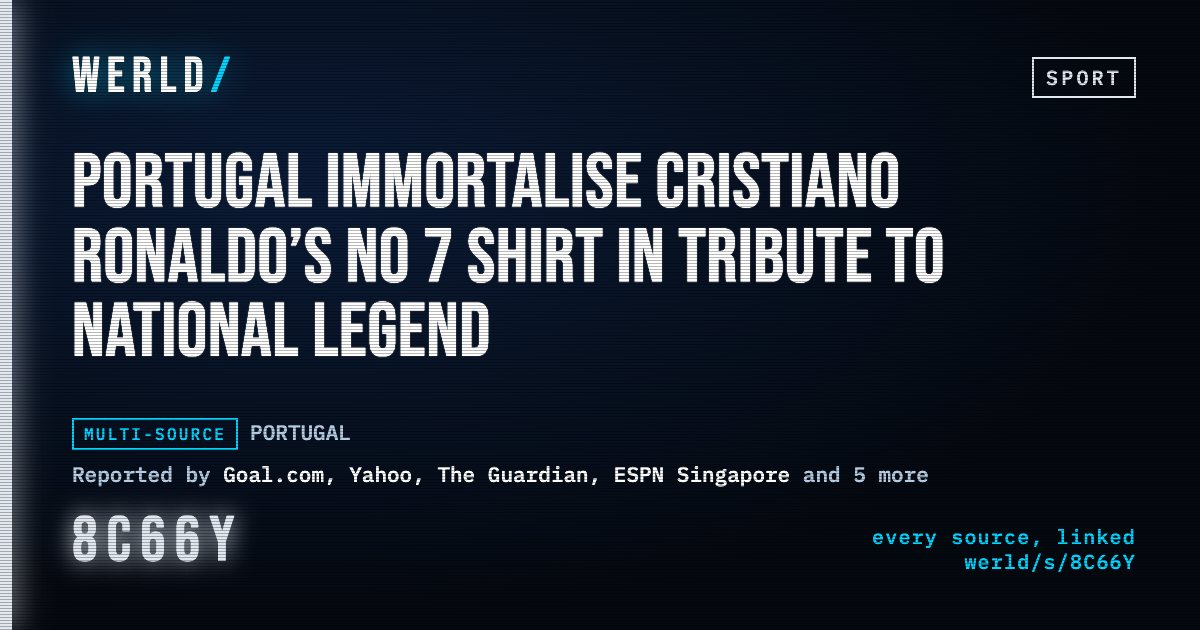 WERLD/
SPORT
PORTUGAL IMMORTALISE CRISTIANO
RONALDO’S NO 7 SHIRT IN TRIBUTE TO
NATIONAL LEGEND
MULTI-SOURCE PORTUGAL
Reported by Goal.com, Yahoo, The Guardian, ESPN Singapore and 5 more
8C66Y
every source, linked
werld/s/8C66Y